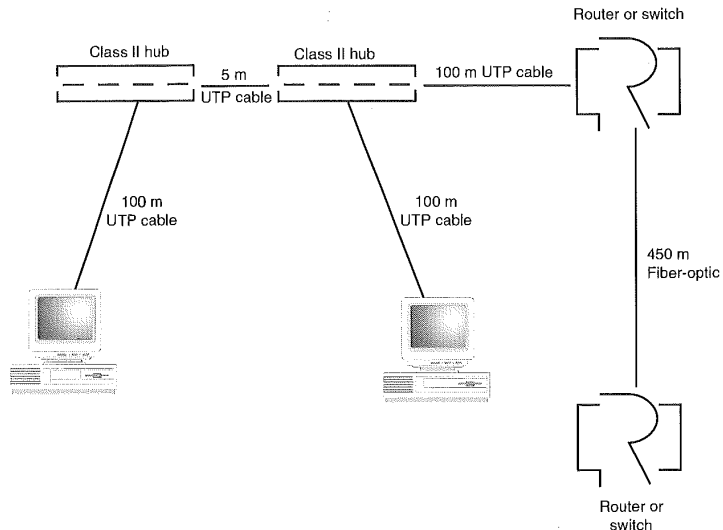 Router or switch
Class II hub
Class II hub
5 m
UTP cable
100 m UTP cable
100 m
UTP cable
100 m
UTP cable
450 m
Fiber-optic
Router or
switch